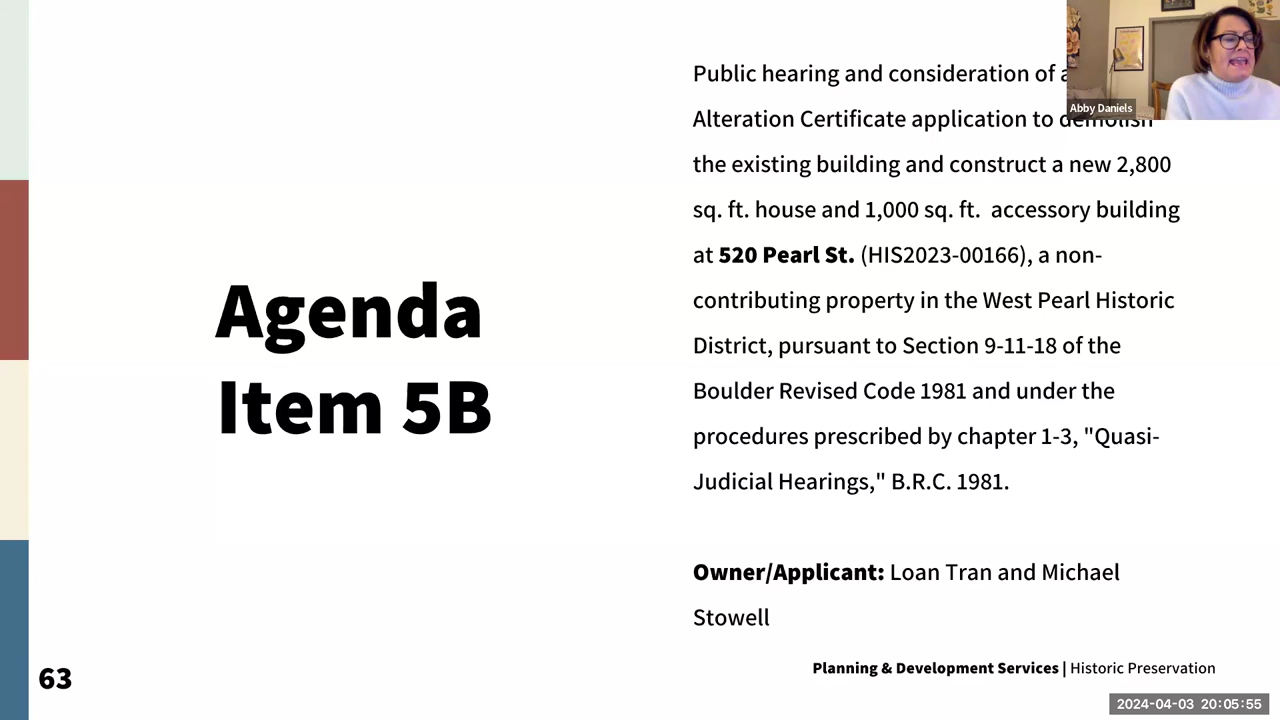 Agenda
Item 5B
Public hearing and consideration of
Alteration Certificate application to demolish
the existing building and construct a new 2,800
sq. ft. house and 1,000 sq. ft. accessory building
at 520 Pearl St. (HIS2023-00166), a non-
contributing property in the West Pearl Historic
District, pursuant to Section 9-11-18 of the
Boulder Revised Code 1981 and under the
procedures prescribed by chapter 1-3, "Quasi-
Judicial Hearings," B.R.C. 1981.
Owner/Applicant: Loan Tran and Michael
Stowell
Abby Daniels
63
Planning & Development Services | Historic Preservation
2024-04-03 20:05:55